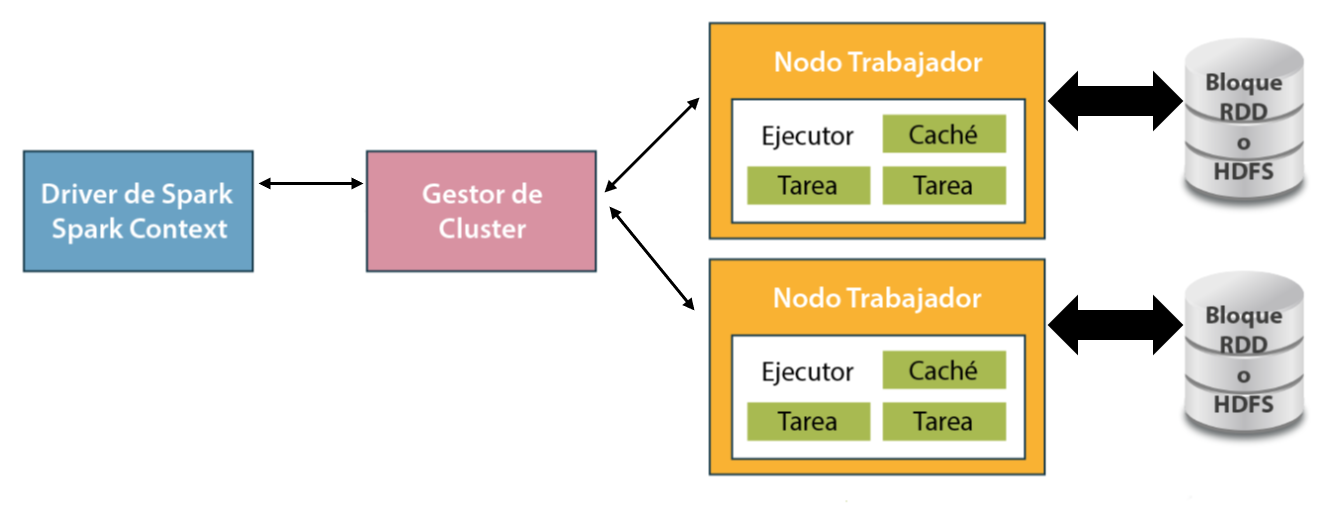 Driver de Spark
Spark Context
Gestor de
Cluster
Nodo Trabajador
Ejecutor
Caché
Tarea
Tarea
Bloque
RDD
o
HDFS
Nodo Trabajador
Ejecutor
Caché
Tarea
Tarea
Bloque
RDD
o
HDFS